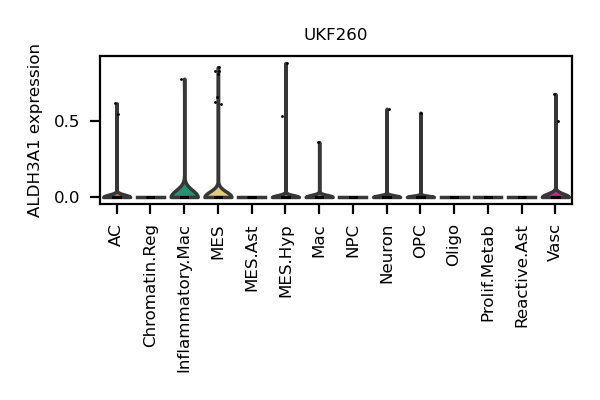 UKF260
ALDH3A1 expression
0.5
0.0
AC
Chromatin.Reg
Inflammatory.Mac
MES
MES.Ast
MES.Hyp
Mac
NPC
Neuron
OPC
Oligo
Prolif.Metab
Reactive.Ast
Vasc